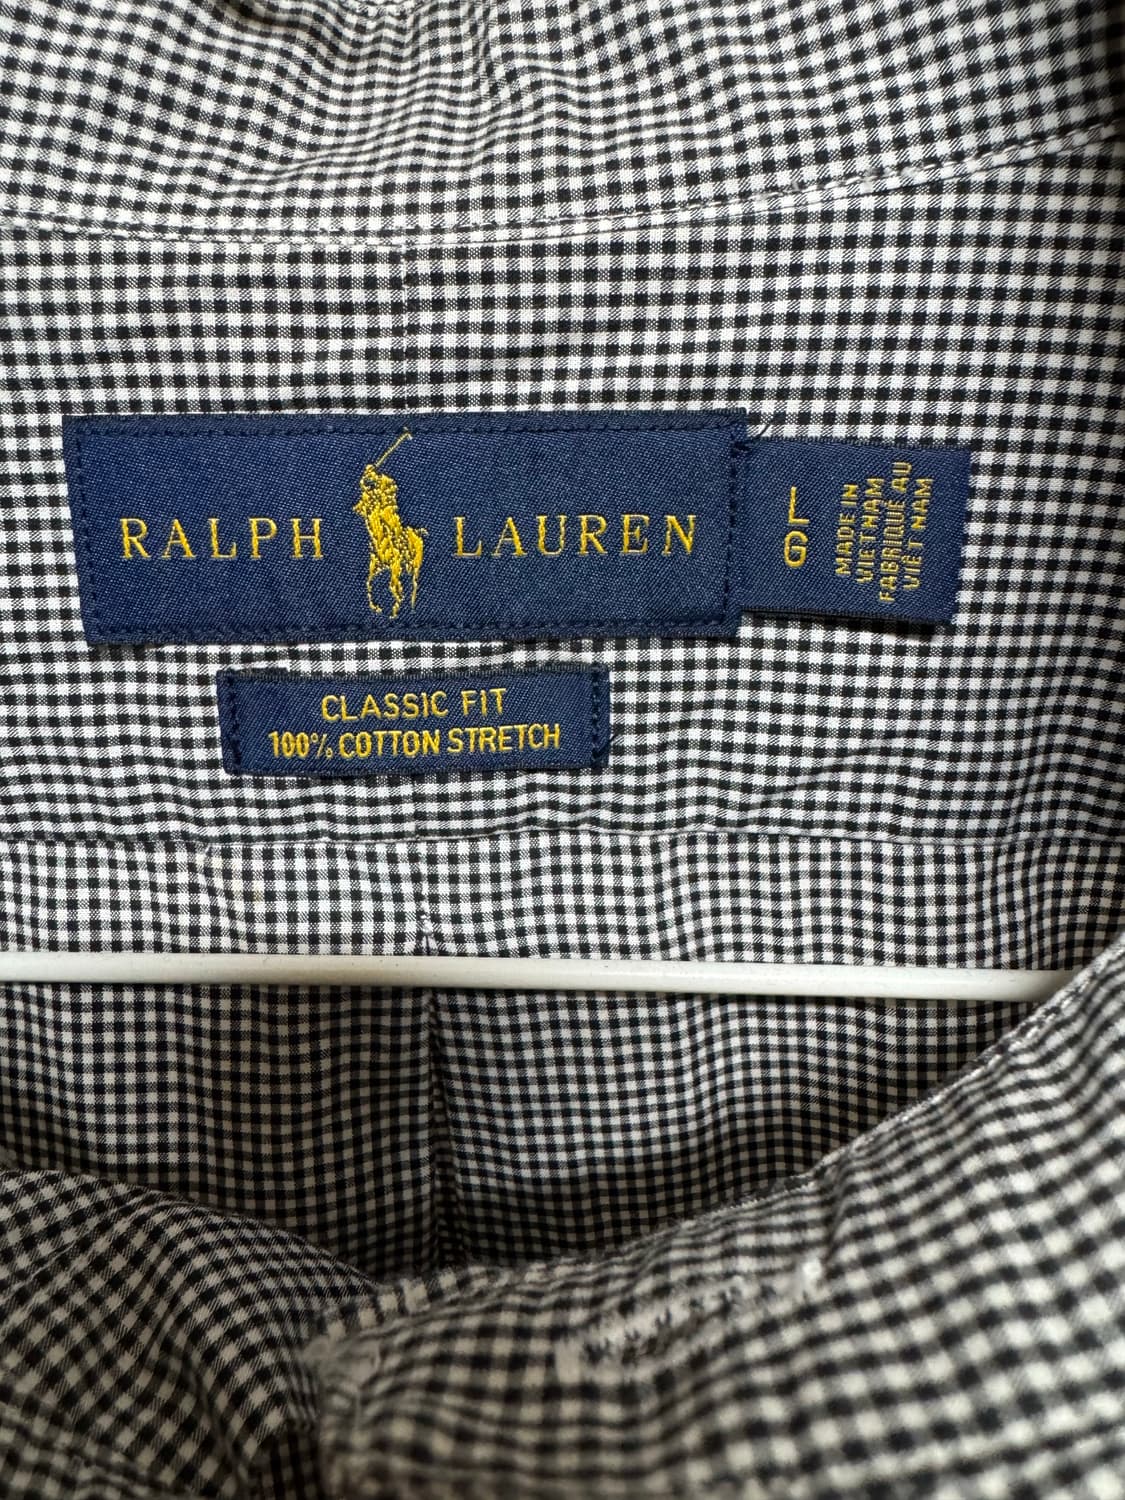 RALPH LAUREN
L
G
MADE IN
VIETNAM
FABRIQUÉ AU
VIET NAM
CLASSIC FIT
100% COTTON STRETCH